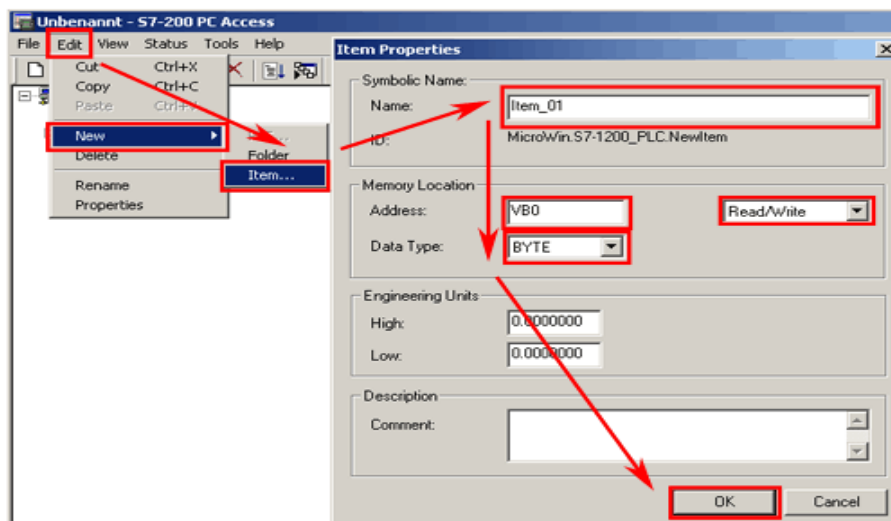 Unbenannt - S7-200 PC Access
File Edit View Status Tools Help
Cut Ctrl+X
Copy Ctrl+C
Paste
New
Delete
Rename
Properties
Folder
Item...
Item Properties
Symbolic Name:
Name: Item_01
ID: MicroWin.S7-1200_PLC.NewItem
Memory Location
Address: VB0 Read/Write
Data Type: BYTE
Engineering Units
High: 0.0000000
Low: 0.0000000
Description
Comment:
OK Cancel